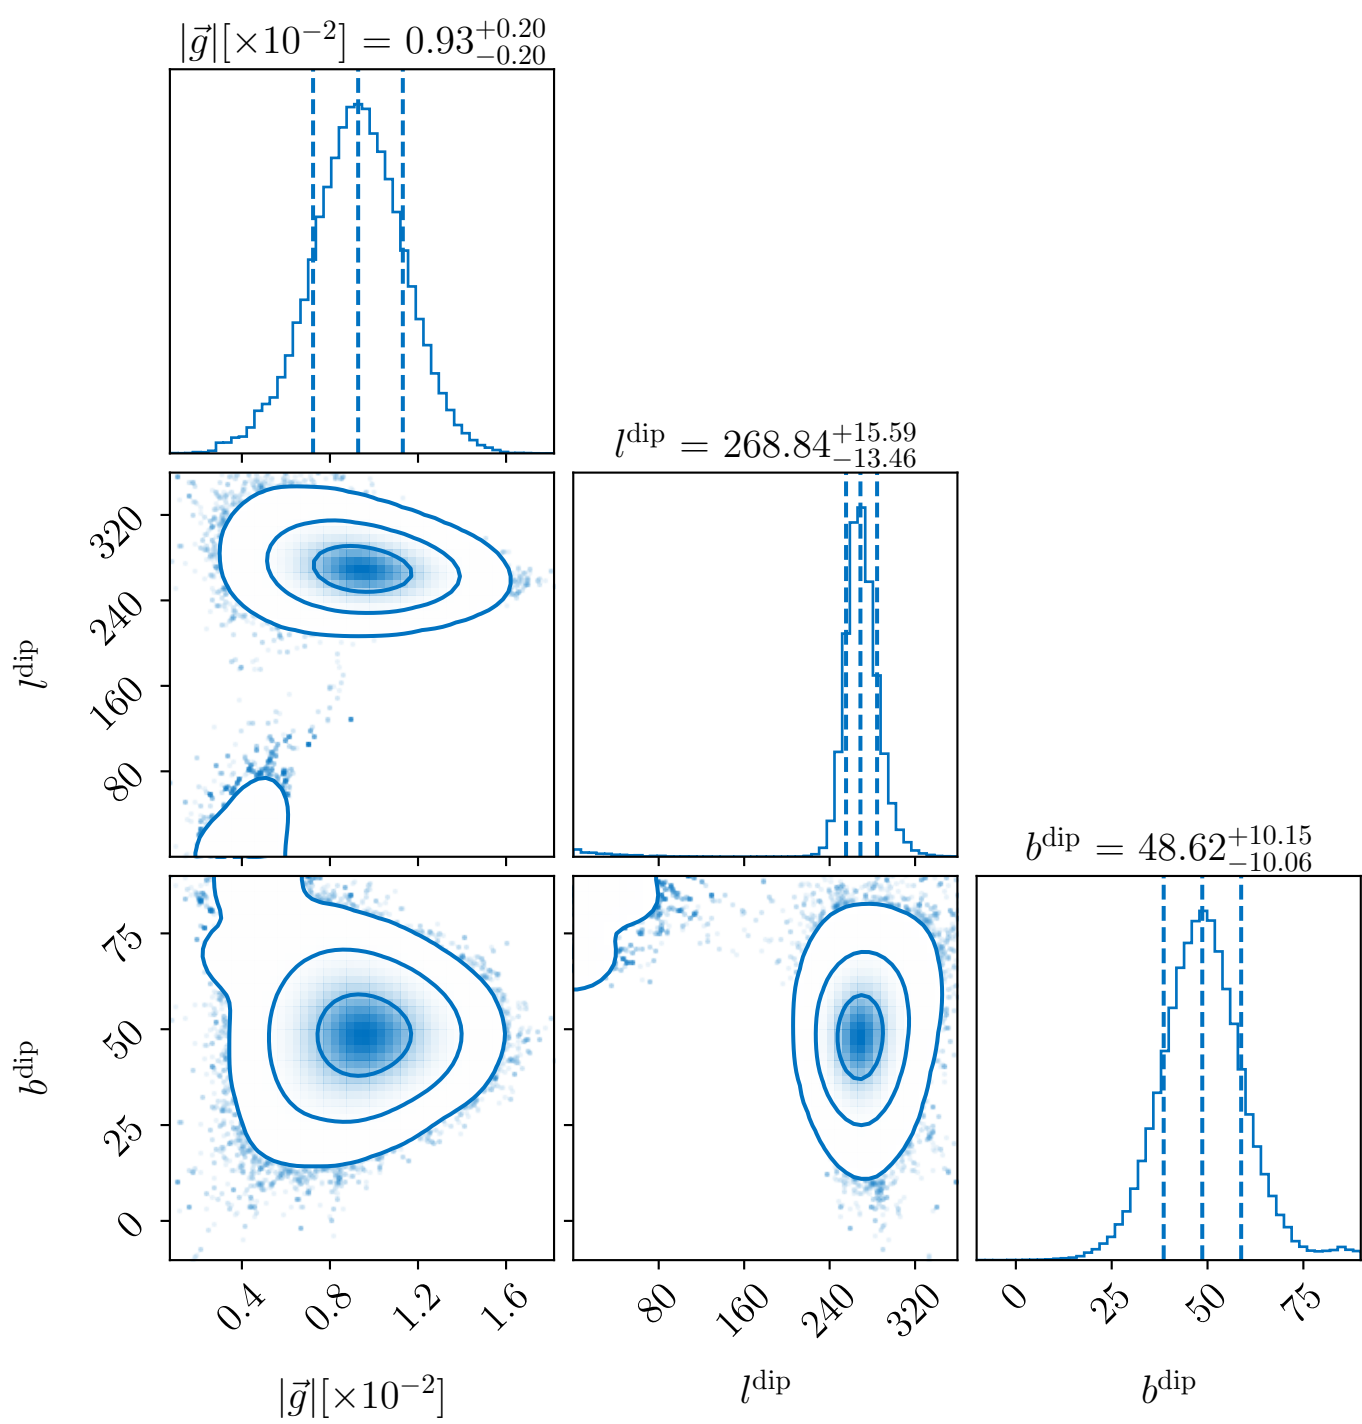 |g⃗|[×10⁻²] = 0.93^{+0.20}_{−0.20}
l^{dip} = 268.84^{+15.59}_{−13.46}
320
240
160
80
l^{dip}
b^{dip} = 48.62^{+10.15}_{−10.06}
75
50
25
0
b^{dip}
0.4 0.8 1.2 1.6 80 160 240 320 0 25 50 75
|g⃗|[×10⁻²] l^{dip} b^{dip}